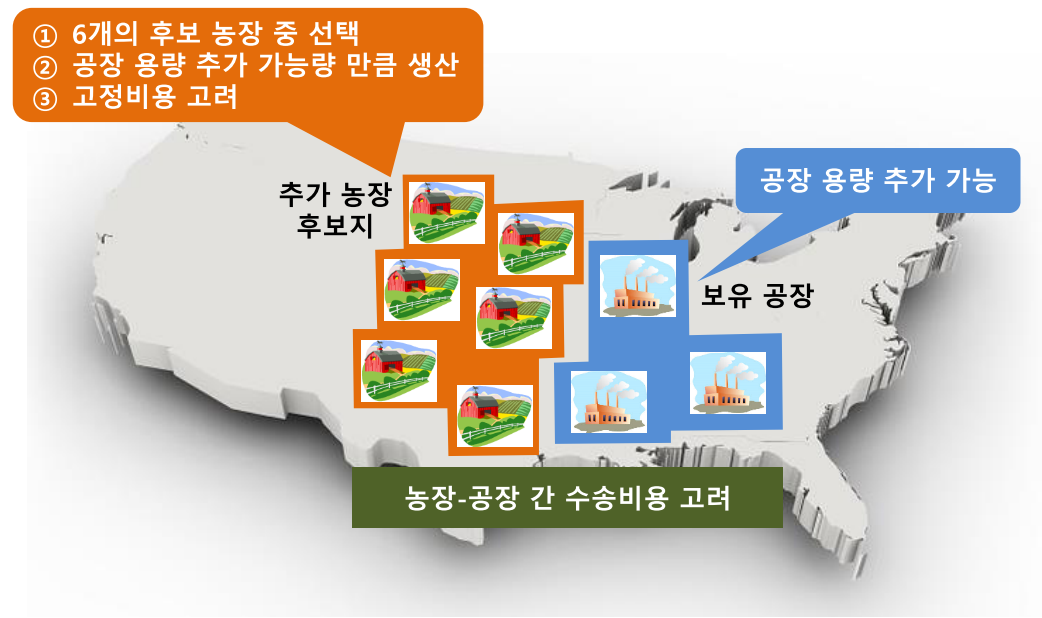 ① 6개의 후보 농장 중 선택
② 공장 용량 추가 가능량 만큼 생산
③ 고정비용 고려
공장 용량 추가 가능
추가 농장
후보지
보유 공장
농장-공장 간 수송비용 고려